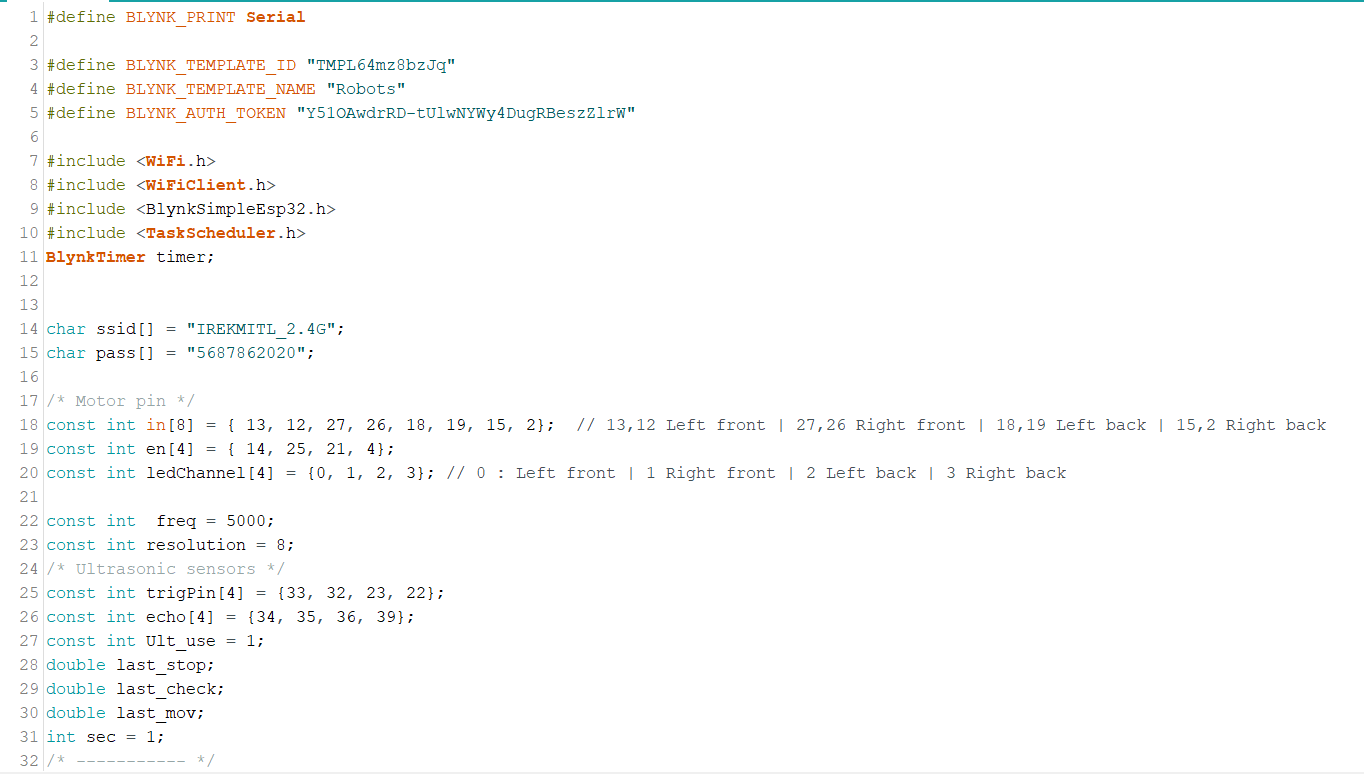 1 #define BLYNK_PRINT Serial
2
3 #define BLYNK_TEMPLATE_ID "TMPL64mz8bzJq"
4 #define BLYNK_TEMPLATE_NAME "Robots"
5 #define BLYNK_AUTH_TOKEN "Y51OAwdrRD-tUlwNYWy4DugRBeszZlrW"
6
7 #include <WiFi.h>
8 #include <WiFiClient.h>
9 #include <BlynkSimpleEsp32.h>
10 #include <TaskScheduler.h>
11 BlynkTimer timer;
12
13
14 char ssid[] = "IREKMITL_2.4G";
15 char pass[] = "5687862020";
16
17 /* Motor pin */
18 const int in[8] = { 13, 12, 27, 26, 18, 19, 15, 2};  // 13,12 Left front | 27,26 Right front | 18,19 Left back | 15,2 Right back
19 const int en[4] = { 14, 25, 21, 4};
20 const int ledChannel[4] = {0, 1, 2, 3}; // 0 : Left front | 1 Right front | 2 Left back | 3 Right back
21
22 const int  freq = 5000;
23 const int resolution = 8;
24 /* Ultrasonic sensors */
25 const int trigPin[4] = {33, 32, 23, 22};
26 const int echo[4] = {34, 35, 36, 39};
27 const int Ult_use = 1;
28 double last_stop;
29 double last_check;
30 double last_mov;
31 int sec = 1;
32 /* ----------- */